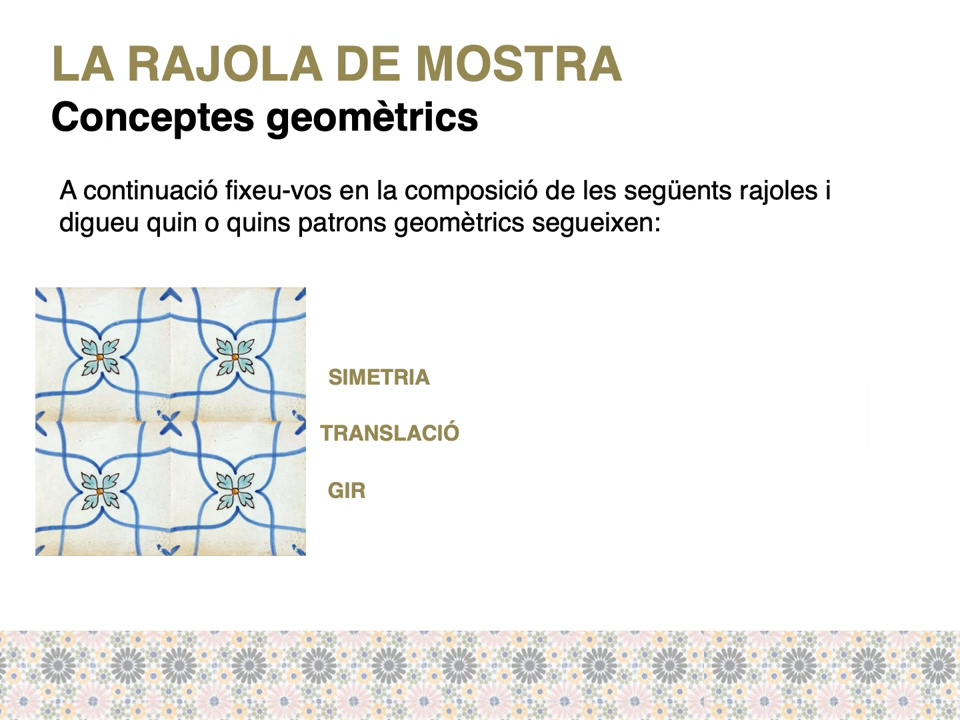 LA RAJOLA DE MOSTRA
Conceptes geomètrics
A continuació fixeu-vos en la composició de les següents rajoles i
digueu quin o quins patrons geomètrics segueixen:
SIMETRIA
TRANSLACIÓ
GIR